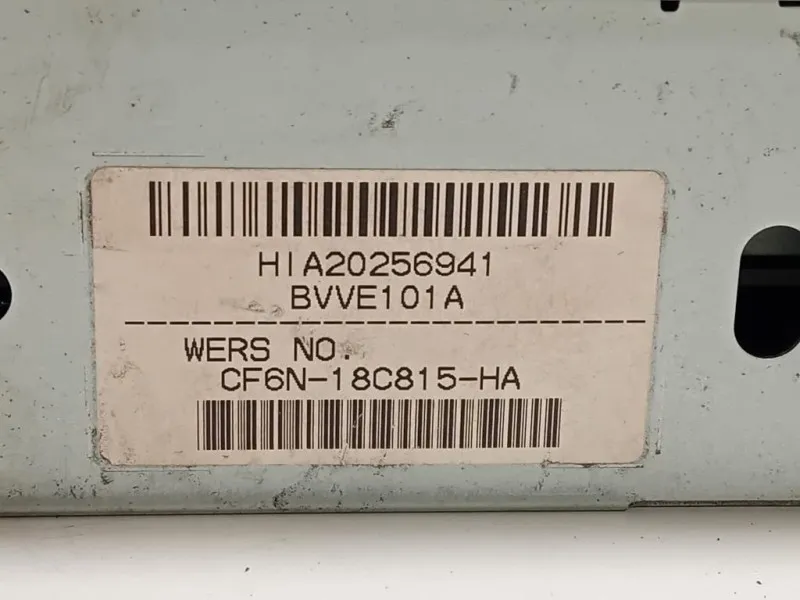 HIA20256941
BVVE101A
WERS NO.
CF6N-18C815-HA